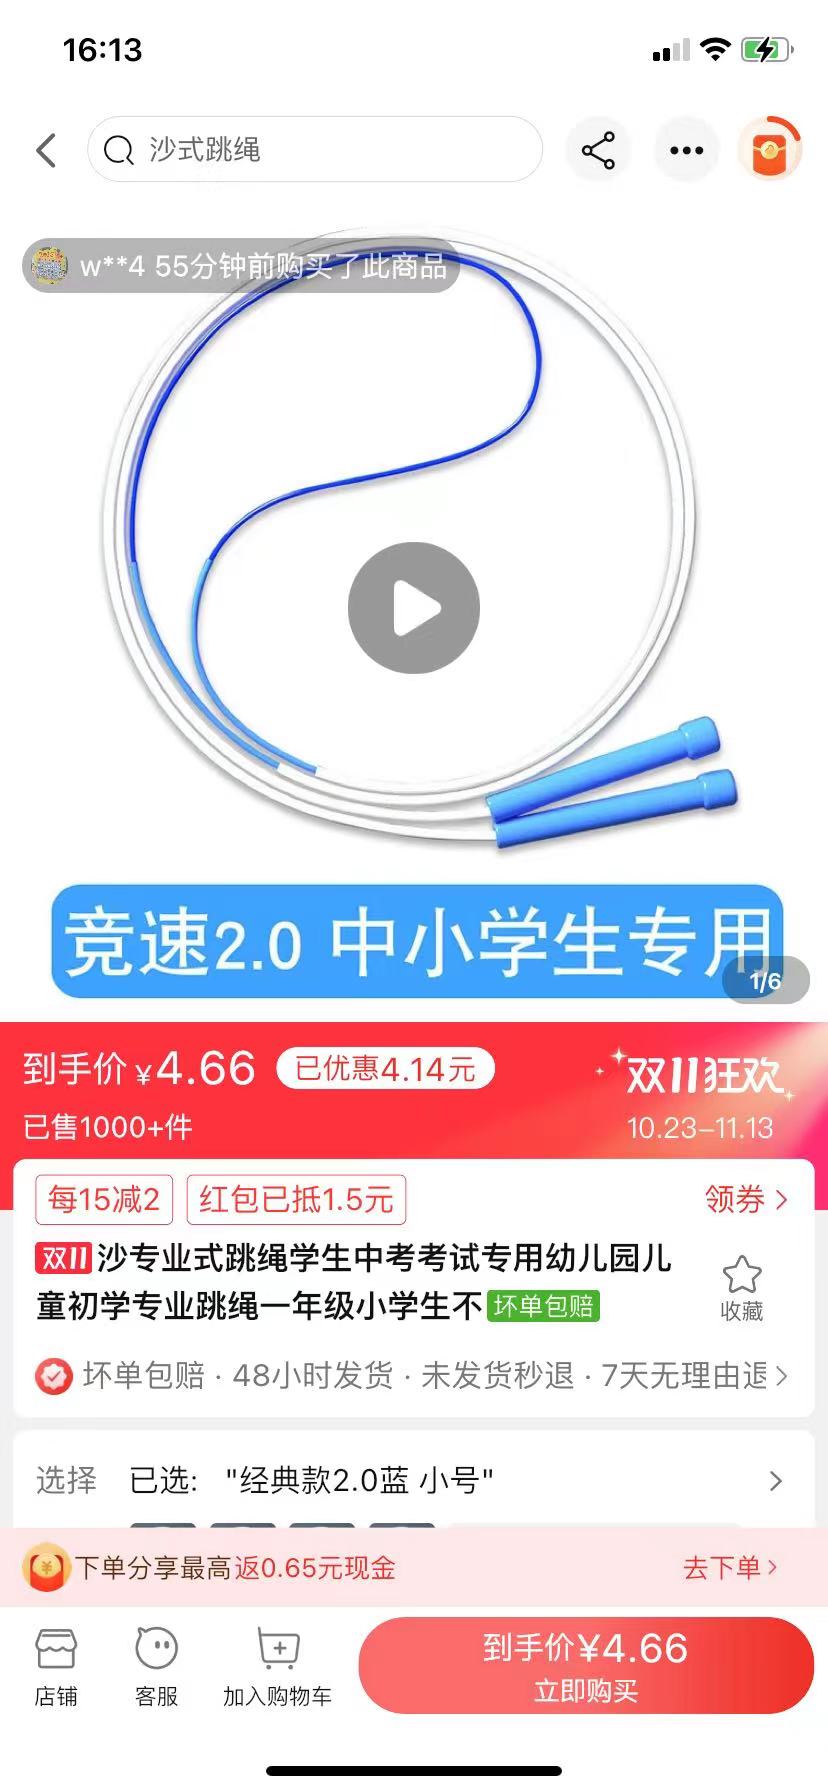 16:13
沙式跳绳
w**4 55分钟前购买了此商品
竞速2.0 中小学生专用
1/6
到手价 ¥4.66 已优惠4.14元
双11狂欢
已售1000+件
10.23-11.13
每15减2 红包已抵1.5元 领券
双11 沙专业式跳绳学生中考考试专用幼儿园儿
童初学专业跳绳一年级小学生不 坏单包赔
收藏
坏单包赔 · 48小时发货 · 未发货秒退 · 7天无理由退
选择 已选: "经典款2.0蓝 小号"
下单分享最高返0.65元现金 去下单
到手价¥4.66
立即购买
店铺 客服 加入购物车